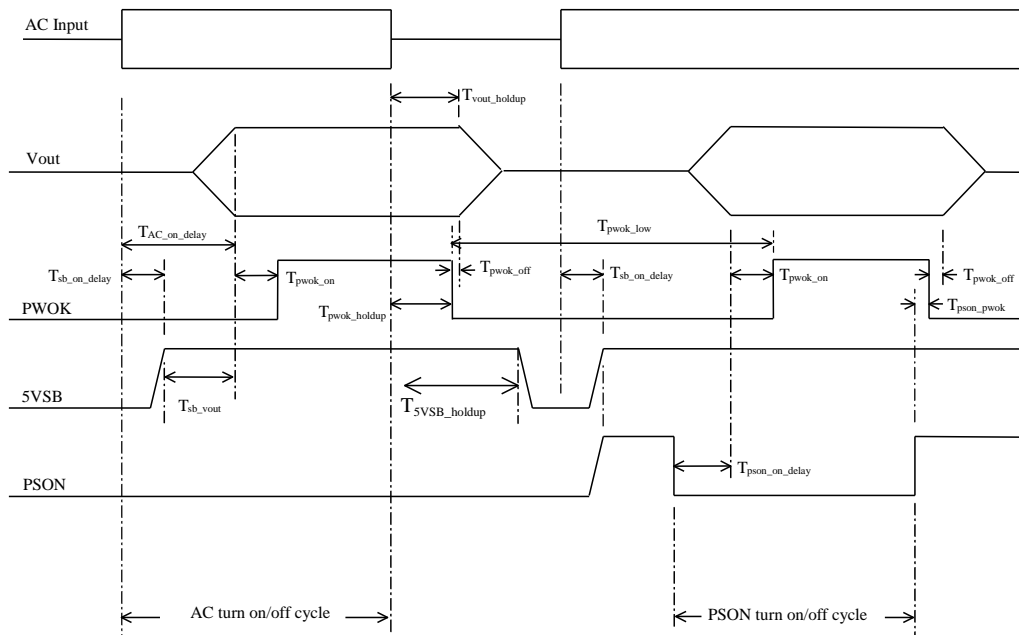 AC Input
T_vout_holdup
Vout
T_AC_on_delay
T_pwok_low
T_sb_on_delay
T_pwok_on
T_pwok_off
T_sb_on_delay
T_pwok_on
T_pwok_off
PWOK
T_pwok_holdup
T_pson_pwok
5VSB
T_sb_vout
T_5VSB_holdup
PSON
T_pson_on_delay
AC turn on/off cycle
PSON turn on/off cycle